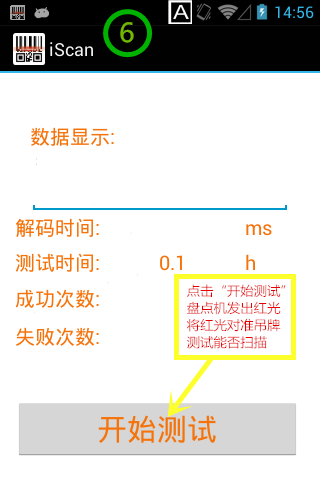 6
A
14:56
iScan
数据显示:
解码时间:
ms
测试时间:
0.1
h
成功次数:
失败次数:
点击“开始测试”
盘点机发出红光
将红光对准吊牌
测试能否扫描
开始测试